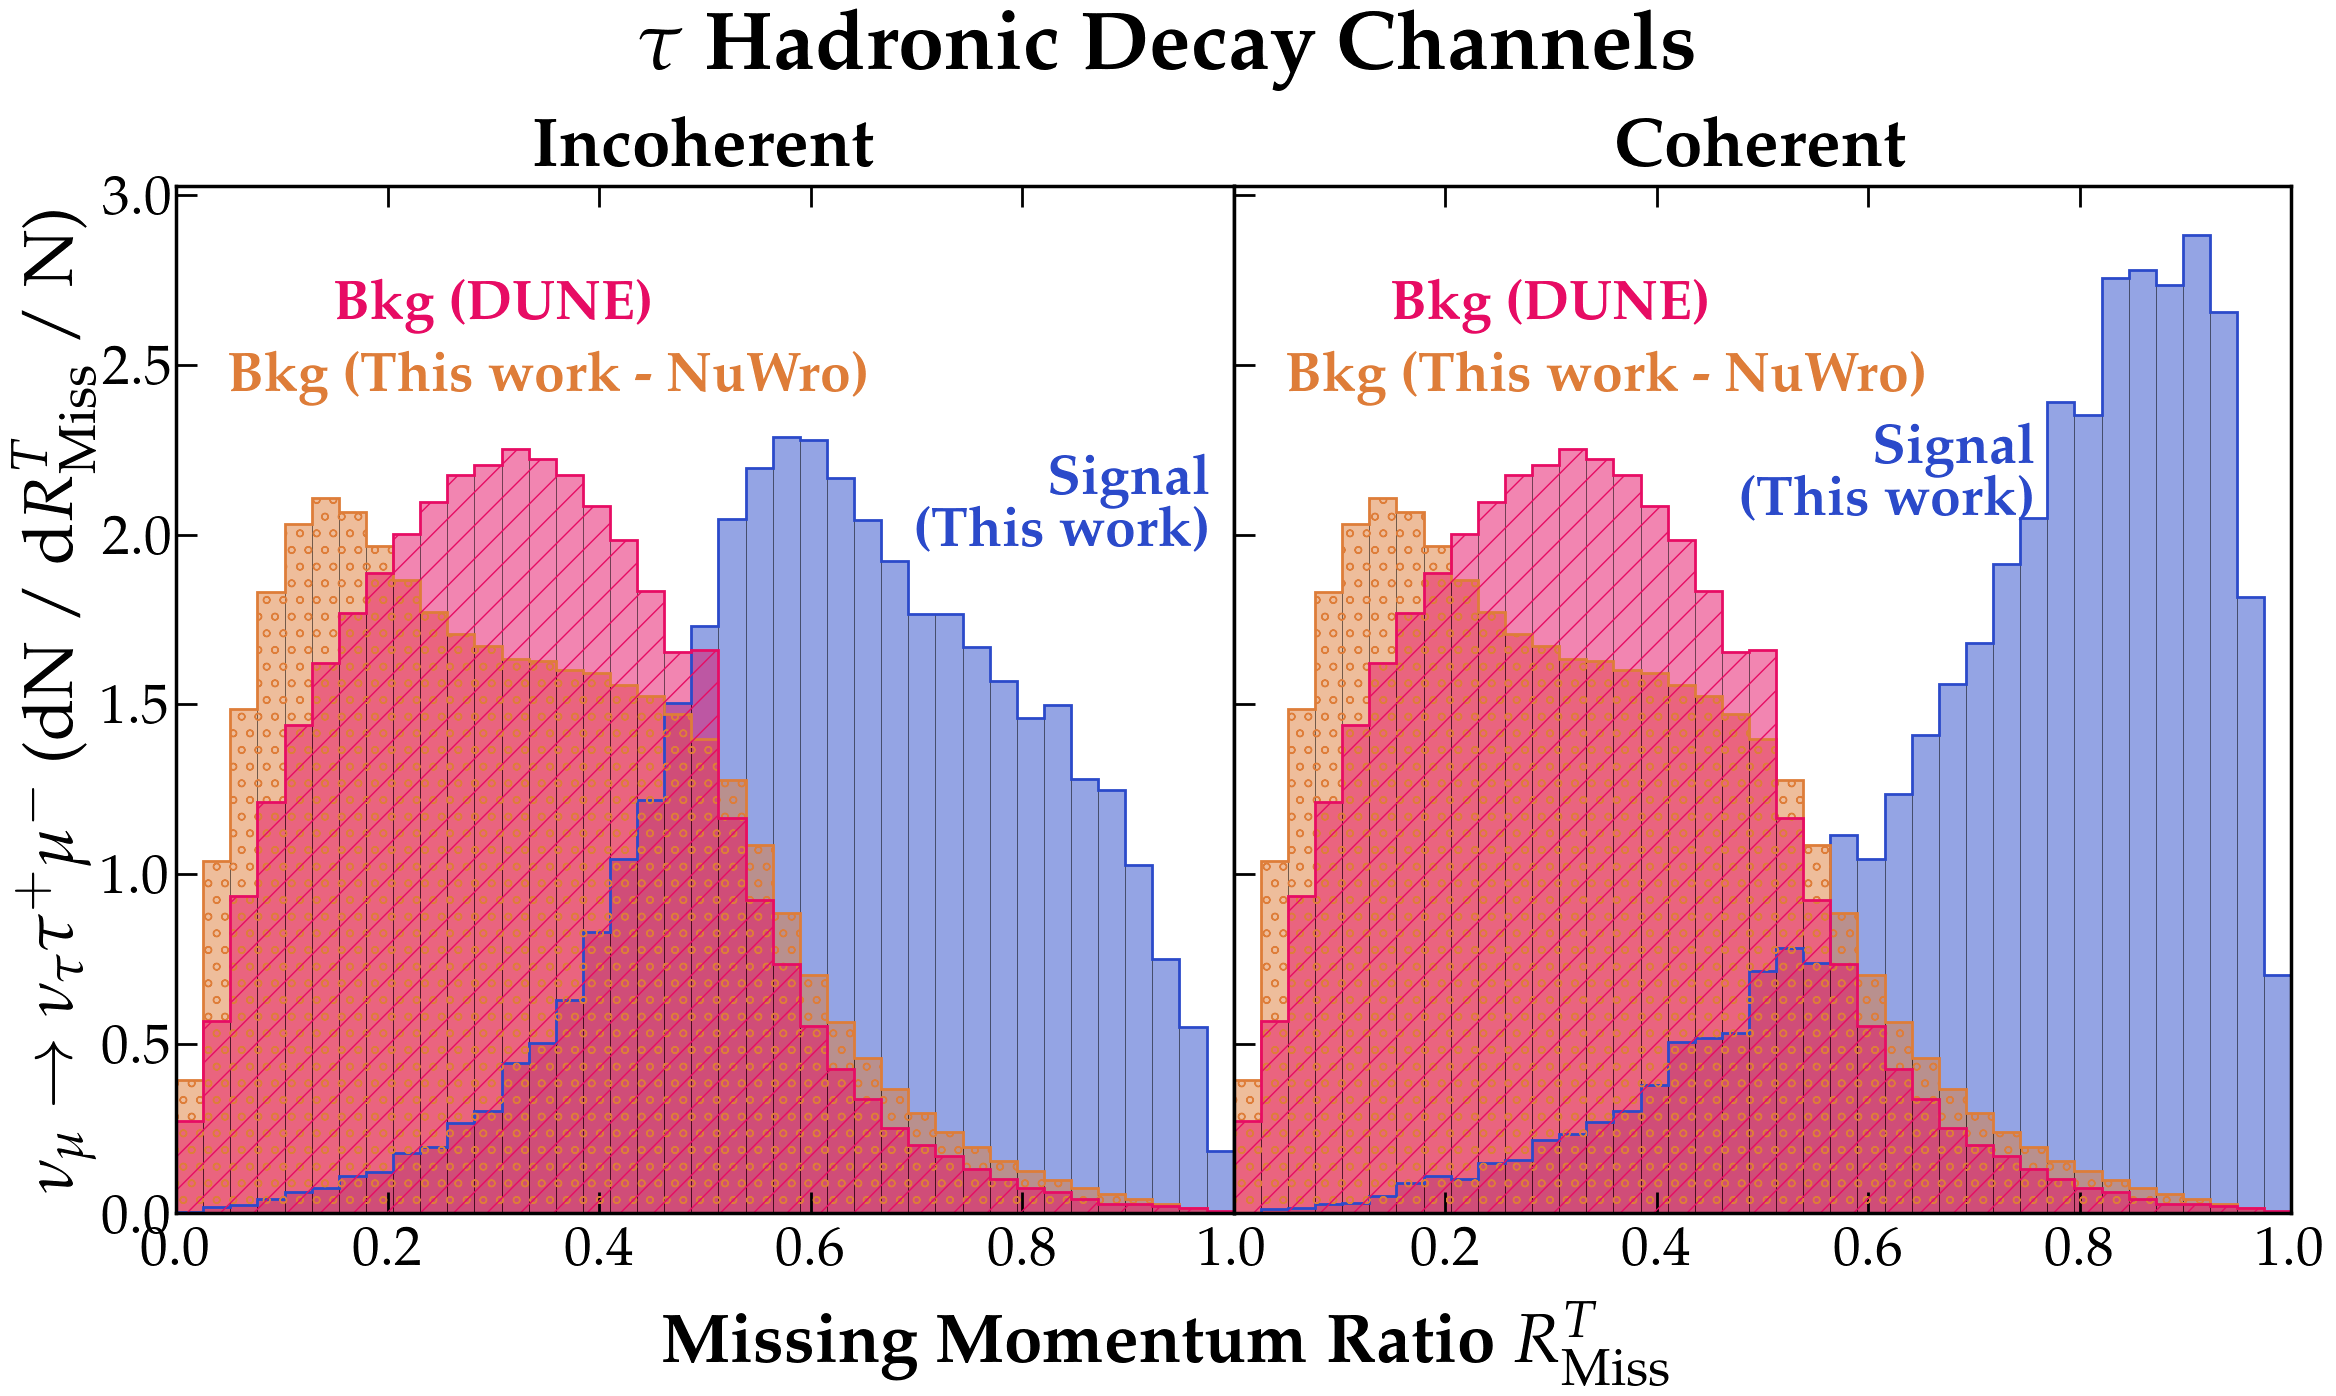 τ Hadronic Decay Channels
Incoherent
Coherent
ν_μ → ν_τ τ⁺ μ⁻ (dN / dR^T_Miss / N)
3.0
2.5
2.0
1.5
1.0
0.5
0.0
Bkg (DUNE)
Bkg (This work - NuWro)
Signal
(This work)
Bkg (DUNE)
Bkg (This work - NuWro)
Signal
(This work)
0.0 0.2 0.4 0.6 0.8 1.0 0.2 0.4 0.6 0.8 1.0
Missing Momentum Ratio R^T_Miss